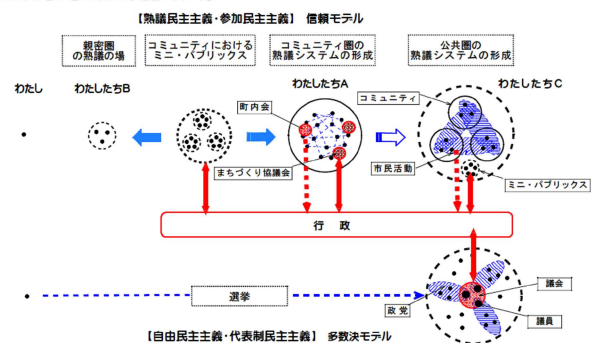 【熟議民主主義・参加民主主義】 信頼モデル
親密圏
の熟議の場
コミュニティにおける
ミニ・パブリックス
コミュニティ圏の
熟議システムの形成
公共圏の
熟議システムの形成
わたし
わたしたちB
わたしたちA
わたしたちC
町内会
コミュニティ
まちづくり協議会
市民活動
ミニ・パブリックス
行 政
選挙
政党
議会
議員
【自由民主主義・代表制民主主義】 多数決モデル